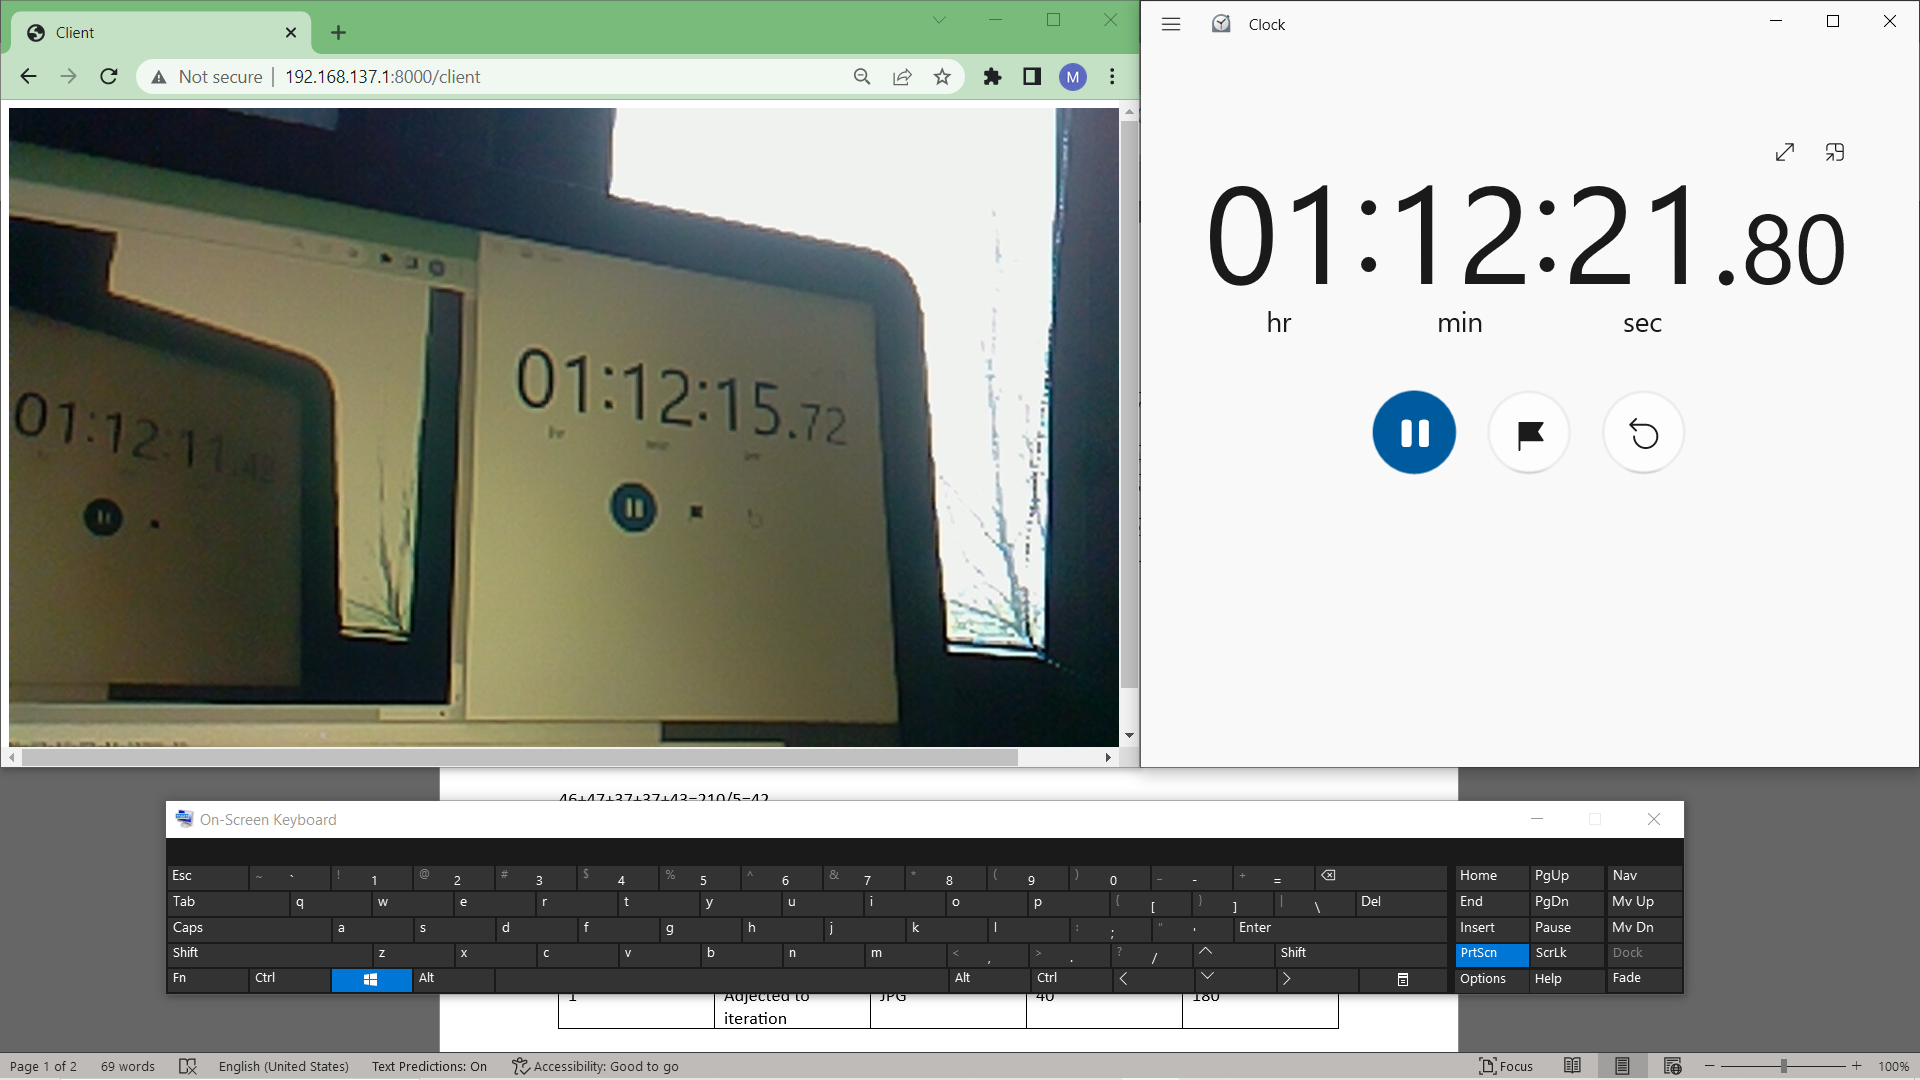 Client
Not secure
192.168.137.1:8000/client
M
01:12:15.72
01:12:11.48
Clock
01:12:21.80
hr min sec
46+47+37+37+43=210/5=42
On-Screen Keyboard
Esc ~ ` ! 1 @ 2 # 3 $ 4 % 5 ^ 6 & 7 * 8 ( 9 ) 0 _ - + = Home PgUp Nav
Tab q w e r t y u i o p { [ } ] | \ Del End PgDn Mv Up
Caps a s d f g h j k l : ; " ' Enter Insert Pause Mv Dn
Shift z x c v b n m < , > . ? / Shift PrtScn ScrLk Dock
Fn Ctrl Alt Alt Ctrl Options Help Fade
1 Adjected to JPG 40 180
iteration
Page 1 of 2 69 words English (United States) Text Predictions: On Accessibility: Good to go Focus 100%